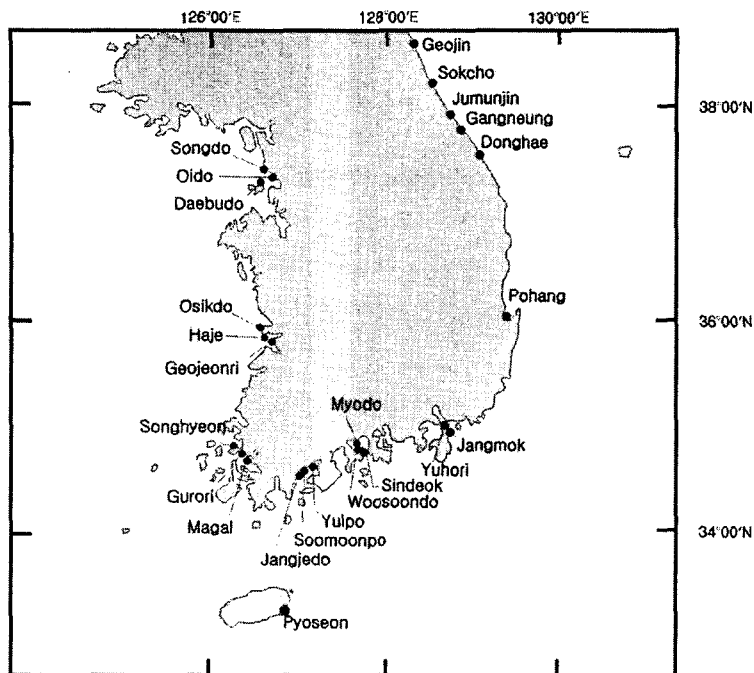 126°00'E 128°00'E 130°00'E
Geojin
Sokcho
Jumunjin
38°00'N
Gangneung
Donghae
Songdo
Oido
Daebudo
Pohang
Osikdo
36°00'N
Haje
Geojeonri
Myodo
Songhyeon
Jangmok
Yuhori
Sindeok
Gurori
Woosoondo
Magal
Yulpo
Soomoonpo
34°00'N
Jangjedo
Pyoseon